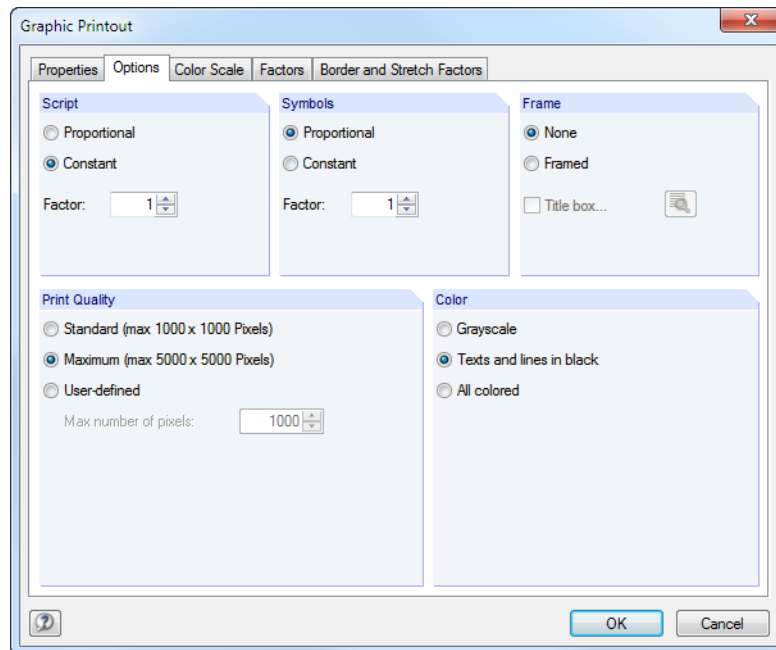 Graphic Printout
Properties Options Color Scale Factors Border and Stretch Factors
Script
Proportional
Constant
Factor: 1
Symbols
Proportional
Constant
Factor: 1
Frame
None
Framed
Title box...
Print Quality
Standard (max 1000 x 1000 Pixels)
Maximum (max 5000 x 5000 Pixels)
User-defined
Max number of pixels: 1000
Color
Grayscale
Texts and lines in black
All colored
OK Cancel